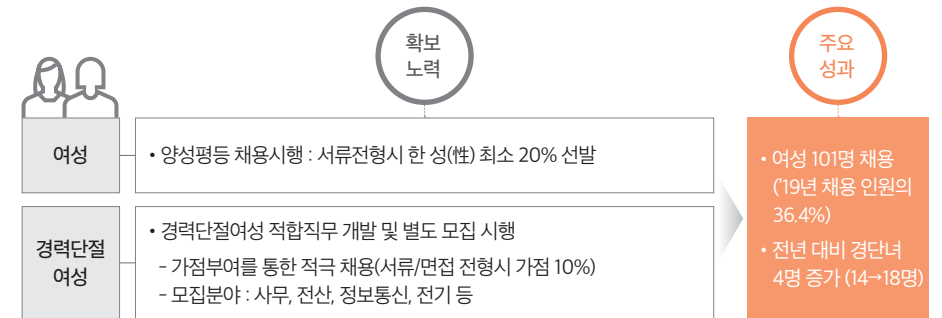 확보
노력
주요
성과
여성
• 양성평등 채용시행 : 서류전형시 한 성(性) 최소 20% 선발
경력단절
여성
• 경력단절여성 적합직무 개발 및 별도 모집 시행
- 가점부여를 통한 적극 채용(서류/면접 전형시 가점 10%)
- 모집분야 : 사무, 전산, 정보통신, 전기 등
• 여성 101명 채용
('19년 채용 인원의
36.4%)
• 전년 대비 경단녀
4명 증가 (14→18명)